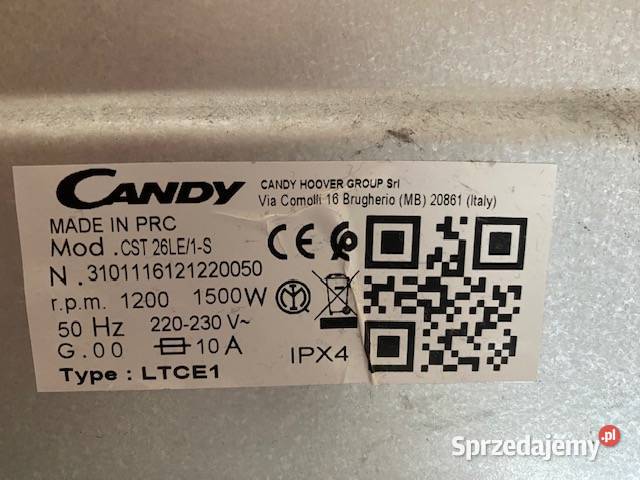 CANDY
CANDY HOOVER GROUP Srl
Via Comolli 16 Brugherio (MB) 20861 (Italy)
MADE IN PRC
Mod .CST 26LE/1-S
N .3101116121220050
r.p.m. 1200 1500W
50 Hz 220-230 V~
G.00 10 A
IPX4
Type : LTCE1
Sprzedajemy.pl